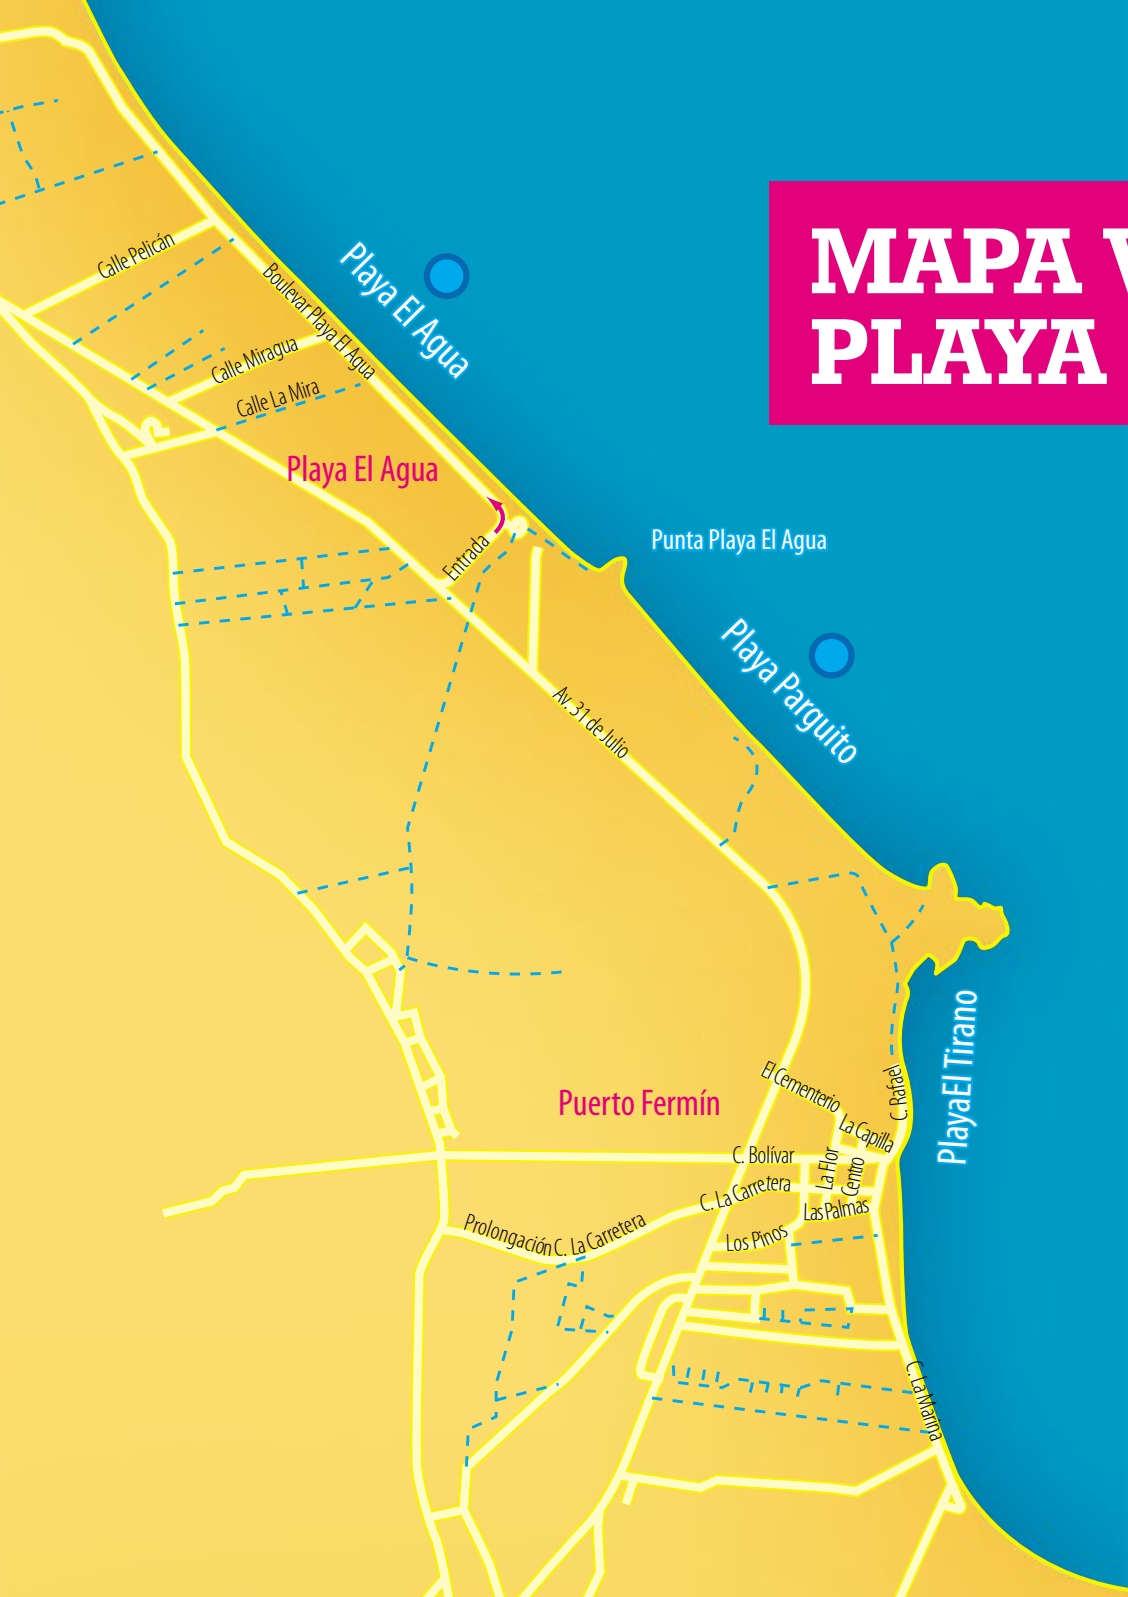 MAPA
PLAYA
Calle Pelicán
Boulevar Playa El Agua
Playa El Agua
Calle Miragua
Calle La Mira
Playa El Agua
Entrada
Punta Playa El Agua
Playa Parguito
Av. 31 de Julio
Playa El Tirano
El Cementerio
C. Rafael
Puerto Fermín
La Capilla
C. Bolívar
La Flor
Centro
C. La Carretera
Las Palmas
Prolongación C. La Carretera
Los Pinos
C. La Marina